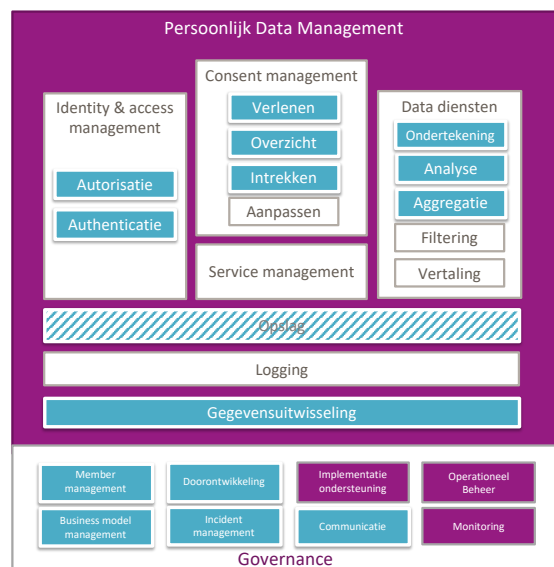 Persoonlijk Data Management
Identity & access
management
Autorisatie
Authenticatie
Consent management
Verlenen
Overzicht
Intrekken
Aanpassen
Service management
Data diensten
Ondertekening
Analyse
Aggregatie
Filtering
Vertaling
Opslag
Logging
Gegevensuitwisseling
Member
management
Doorontwikkeling
Implementatie
ondersteuning
Operationeel
Beheer
Business model
management
Incident
management
Communicatie
Monitoring
Governance